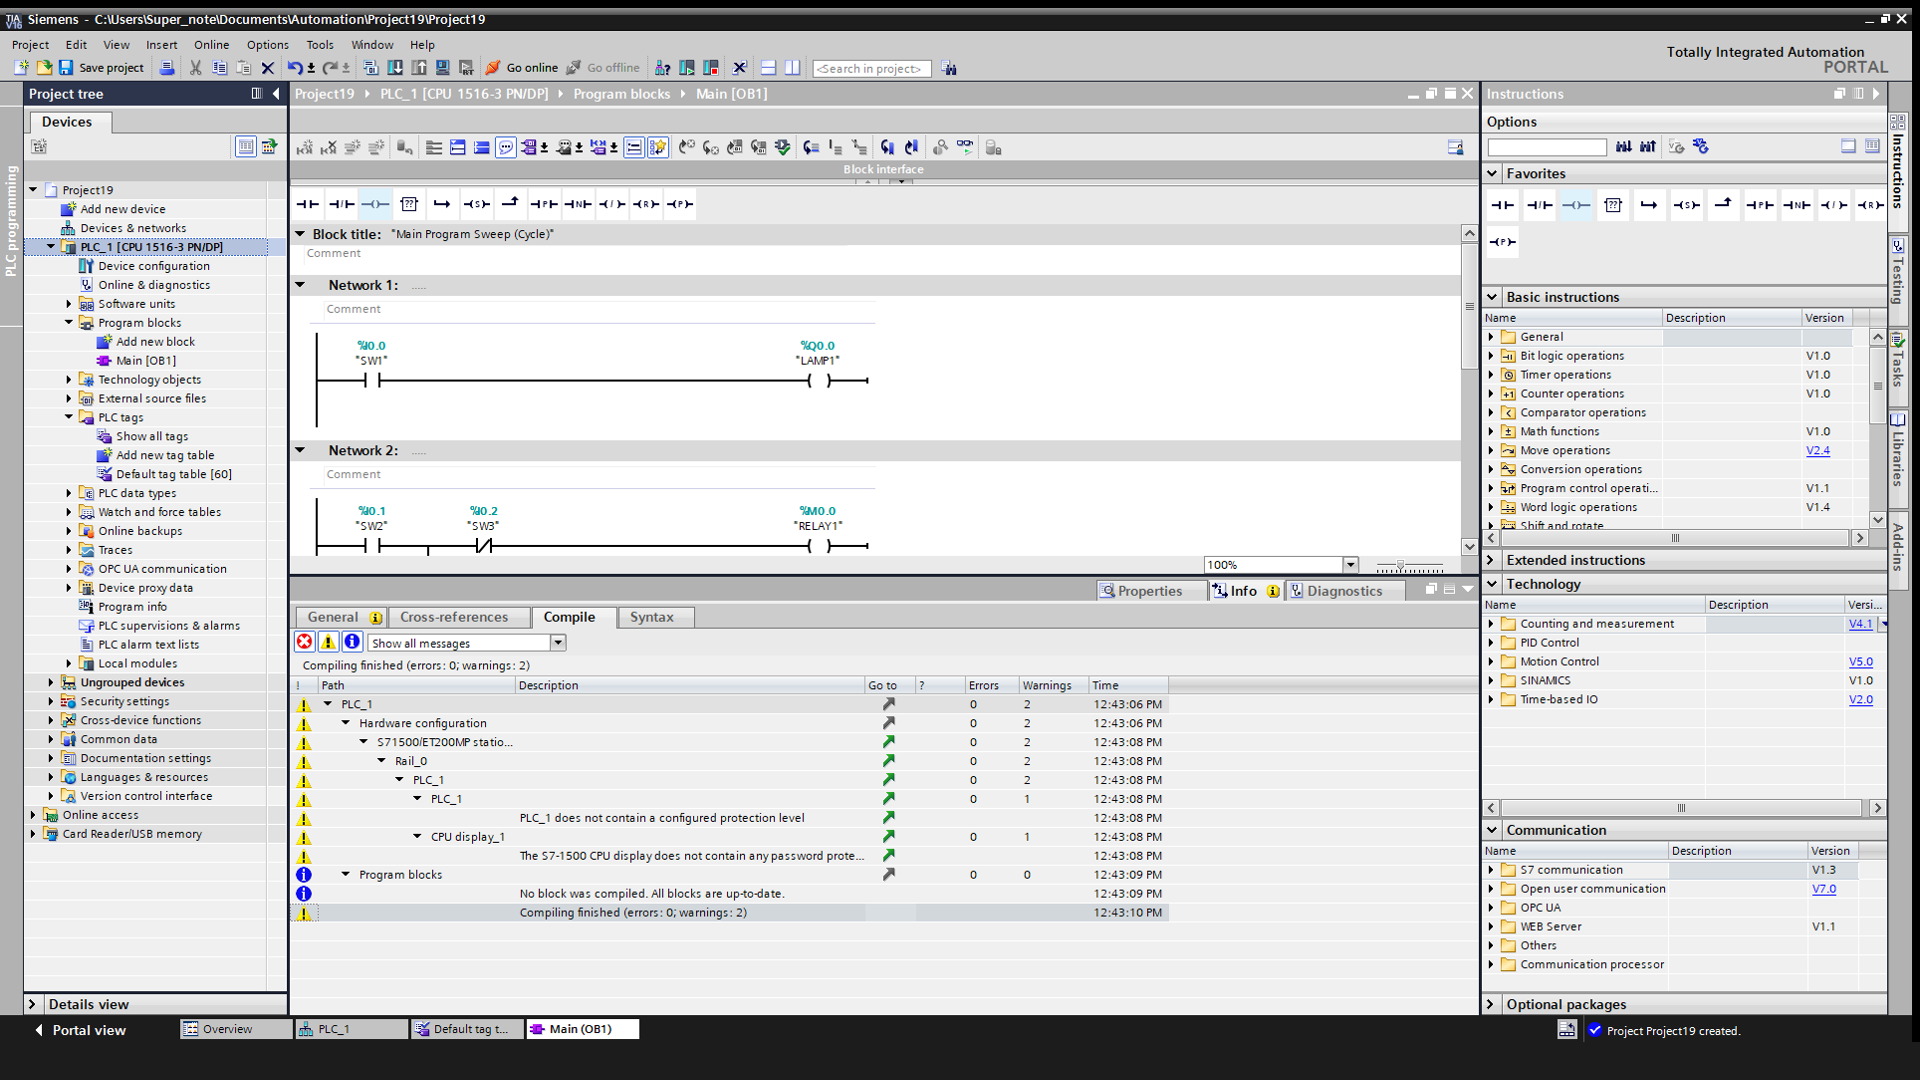 Siemens - C:\Users\Super_note\Documents\Automation\Project19\Project19
Project Edit View Insert Online Options Tools Window Help
Totally Integrated Automation
PORTAL
Save project Go online Go offline <Search in project>
Project tree
Devices
PLC programming
Project19
Add new device
Devices & networks
PLC_1 [CPU 1516-3 PN/DP]
Device configuration
Online & diagnostics
Software units
Program blocks
Add new block
Main [OB1]
Technology objects
External source files
PLC tags
Show all tags
Add new tag table
Default tag table [60]
PLC data types
Watch and force tables
Online backups
Traces
OPC UA communication
Device proxy data
Program info
PLC supervisions & alarms
PLC alarm text lists
Local modules
Ungrouped devices
Security settings
Cross-device functions
Common data
Documentation settings
Languages & resources
Version control interface
Online access
Card Reader/USB memory
Details view
Project19 PLC_1 [CPU 1516-3 PN/DP] Program blocks Main [OB1]
Block interface
Block title: "Main Program Sweep (Cycle)"
Comment
Network 1: .....
Comment
%I0.0 %Q0.0
"SW1" "LAMP1"
Network 2: .....
Comment
%I0.1 %I0.2 %M0.0
"SW2" "SW3" "RELAY1"
100%
Properties Info Diagnostics
General Cross-references Compile Syntax
Show all messages
Compiling finished (errors: 0; warnings: 2)
! Path Description Go to ? Errors Warnings Time
PLC_1 0 2 12:43:06 PM
Hardware configuration 0 2 12:43:06 PM
S71500/ET200MP statio... 0 2 12:43:08 PM
Rail_0 0 2 12:43:08 PM
PLC_1 0 2 12:43:08 PM
PLC_1 0 1 12:43:08 PM
PLC_1 does not contain a configured protection level 12:43:08 PM
CPU display_1 0 1 12:43:08 PM
The S7-1500 CPU display does not contain any password prote... 12:43:08 PM
Program blocks 0 0 12:43:09 PM
No block was compiled. All blocks are up-to-date. 12:43:09 PM
Compiling finished (errors: 0; warnings: 2) 12:43:10 PM
Instructions
Options
Favorites
Basic instructions
Name Description Version
General
Bit logic operations V1.0
Timer operations V1.0
Counter operations V1.0
Comparator operations
Math functions V1.0
Move operations V2.4
Conversion operations
Program control operati... V1.1
Word logic operations V1.4
Shift and rotate
Extended instructions
Technology
Name Description Versi...
Counting and measurement V4.1
PID Control
Motion Control V5.0
SINAMICS V1.0
Time-based IO V2.0
Communication
Name Description Version
S7 communication V1.3
Open user communication V7.0
OPC UA
WEB Server V1.1
Others
Communication processor
Optional packages
Instructions
Testing
Tasks
Libraries
Add-ins
Portal view Overview PLC_1 Default tag t... Main (OB1) Project Project19 created.